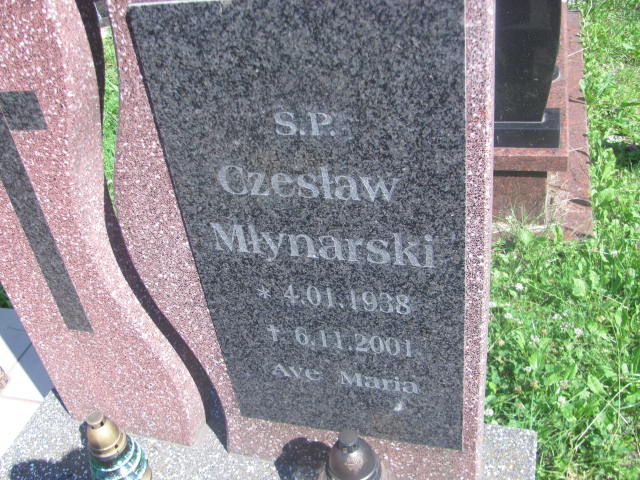 S.P.
Czesław
Młynarski
* 4.01.1938
† 6.11.2001
Ave Maria